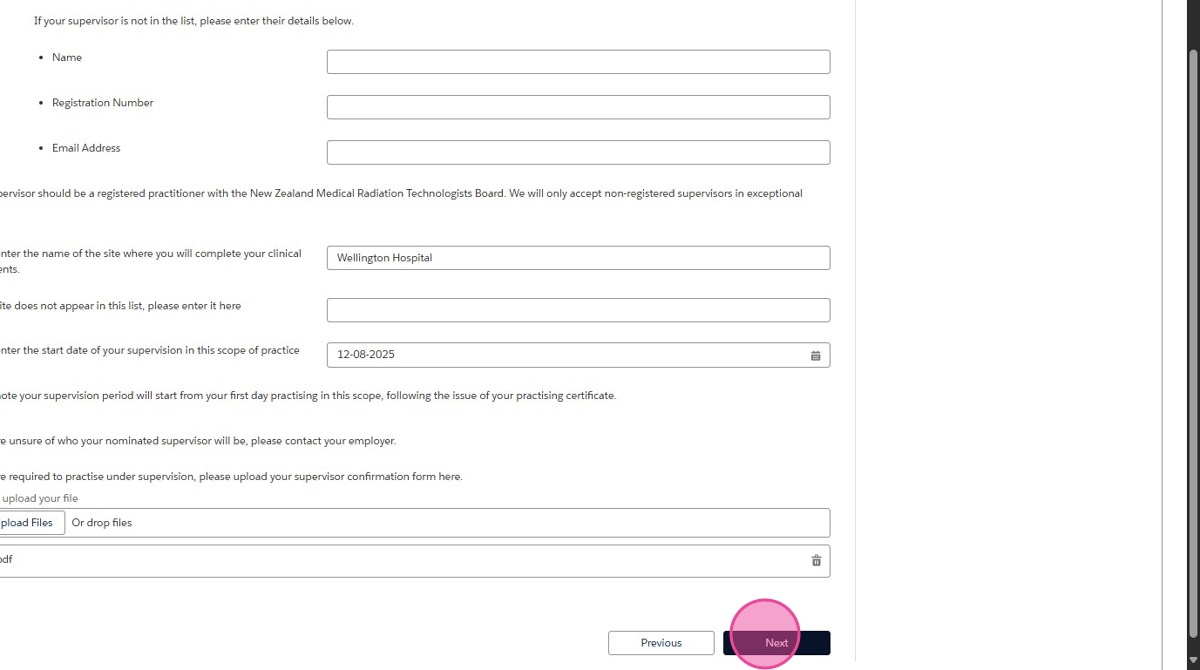 If your supervisor is not in the list, please enter their details below.
• Name
• Registration Number
• Email Address
pervisor should be a registered practitioner with the New Zealand Medical Radiation Technologists Board. We will only accept non-registered supervisors in exceptional
nter the name of the site where you will complete your clinical
ents.
Wellington Hospital
ite does not appear in this list, please enter it here
nter the start date of your supervision in this scope of practice
12-08-2025
ote your supervision period will start from your first day practising in this scope, following the issue of your practising certificate.
e unsure of who your nominated supervisor will be, please contact your employer.
e required to practise under supervision, please upload your supervisor confirmation form here.
upload your file
pload Files Or drop files
odf
Previous Next